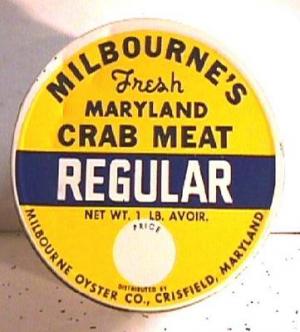 MILBOURNE'S
Fresh
MARYLAND
CRAB MEAT
REGULAR
NET WT. 1 LB. AVOIR.
PRICE
DISTRIBUTED BY
MILBOURNE OYSTER CO., CRISFIELD, MARYLAND